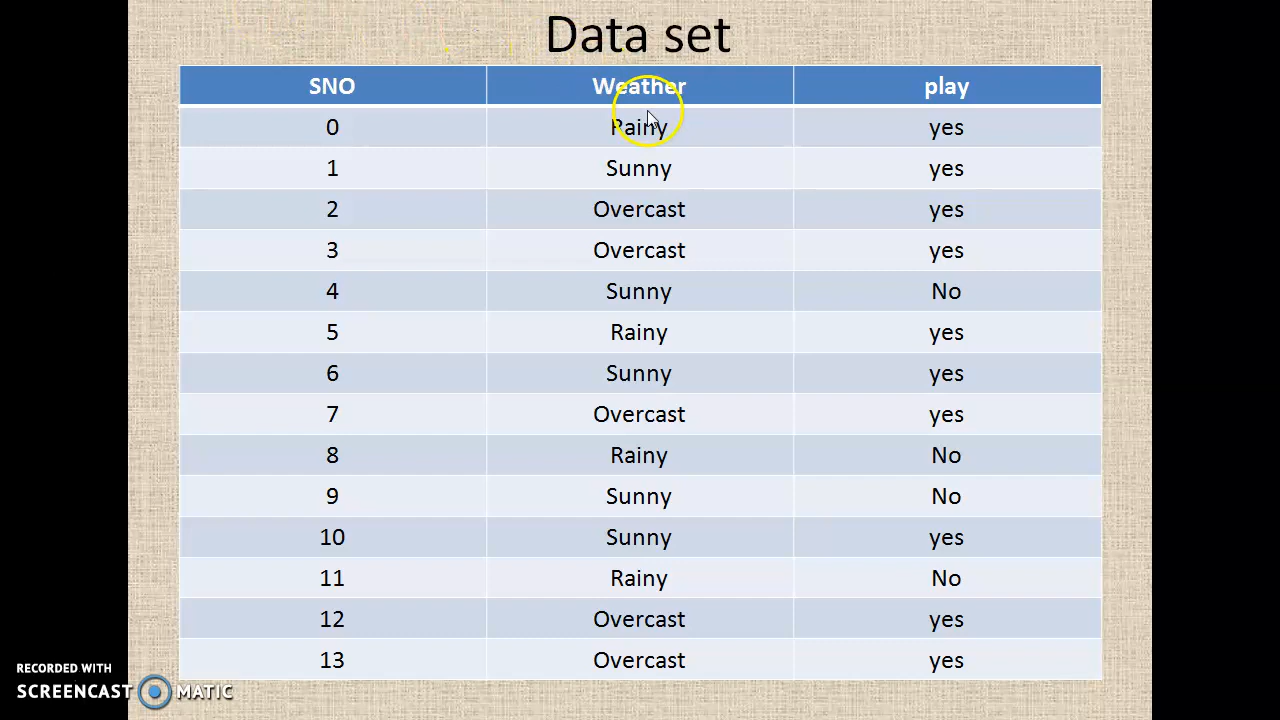 Data set
SNO Weather play
0 Rainy yes
1 Sunny yes
2 Overcast yes
3 Overcast yes
4 Sunny No
5 Rainy yes
6 Sunny yes
7 Overcast yes
8 Rainy No
9 Sunny No
10 Sunny yes
11 Rainy No
12 Overcast yes
13 Overcast yes
RECORDED WITH
SCREENCAST MATIC